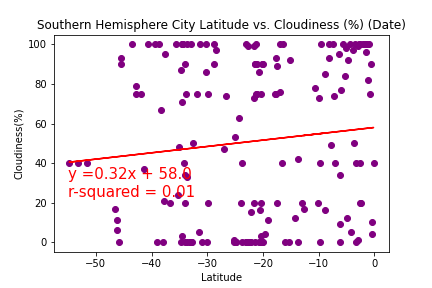 Southern Hemisphere City Latitude vs. Cloudiness (%) (Date)
100
80
60
40
20
0
Cloudiness(%)
y =0.32x + 58.0
r-squared = 0.01
−50 −40 −30 −20 −10 0
Latitude